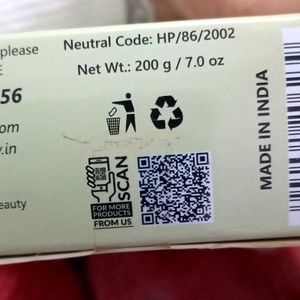 please
Neutral Code: HP/86/2002
E
Net Wt.: 200 g / 7.0 oz
56
om
.in
eauty
SCAN
FOR MORE
PRODUCTS
FROM US
MADE IN INDIA